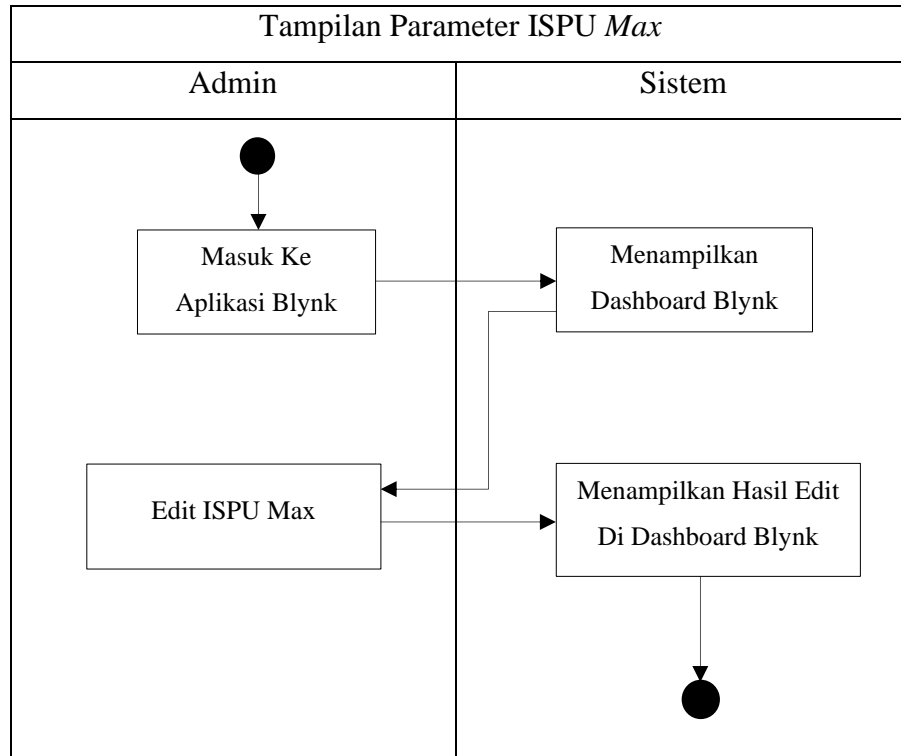 Tampilan Parameter ISPU Max
Admin
Sistem
Masuk Ke
Aplikasi Blynk
Menampilkan
Dashboard Blynk
Edit ISPU Max
Menampilkan Hasil Edit
Di Dashboard Blynk